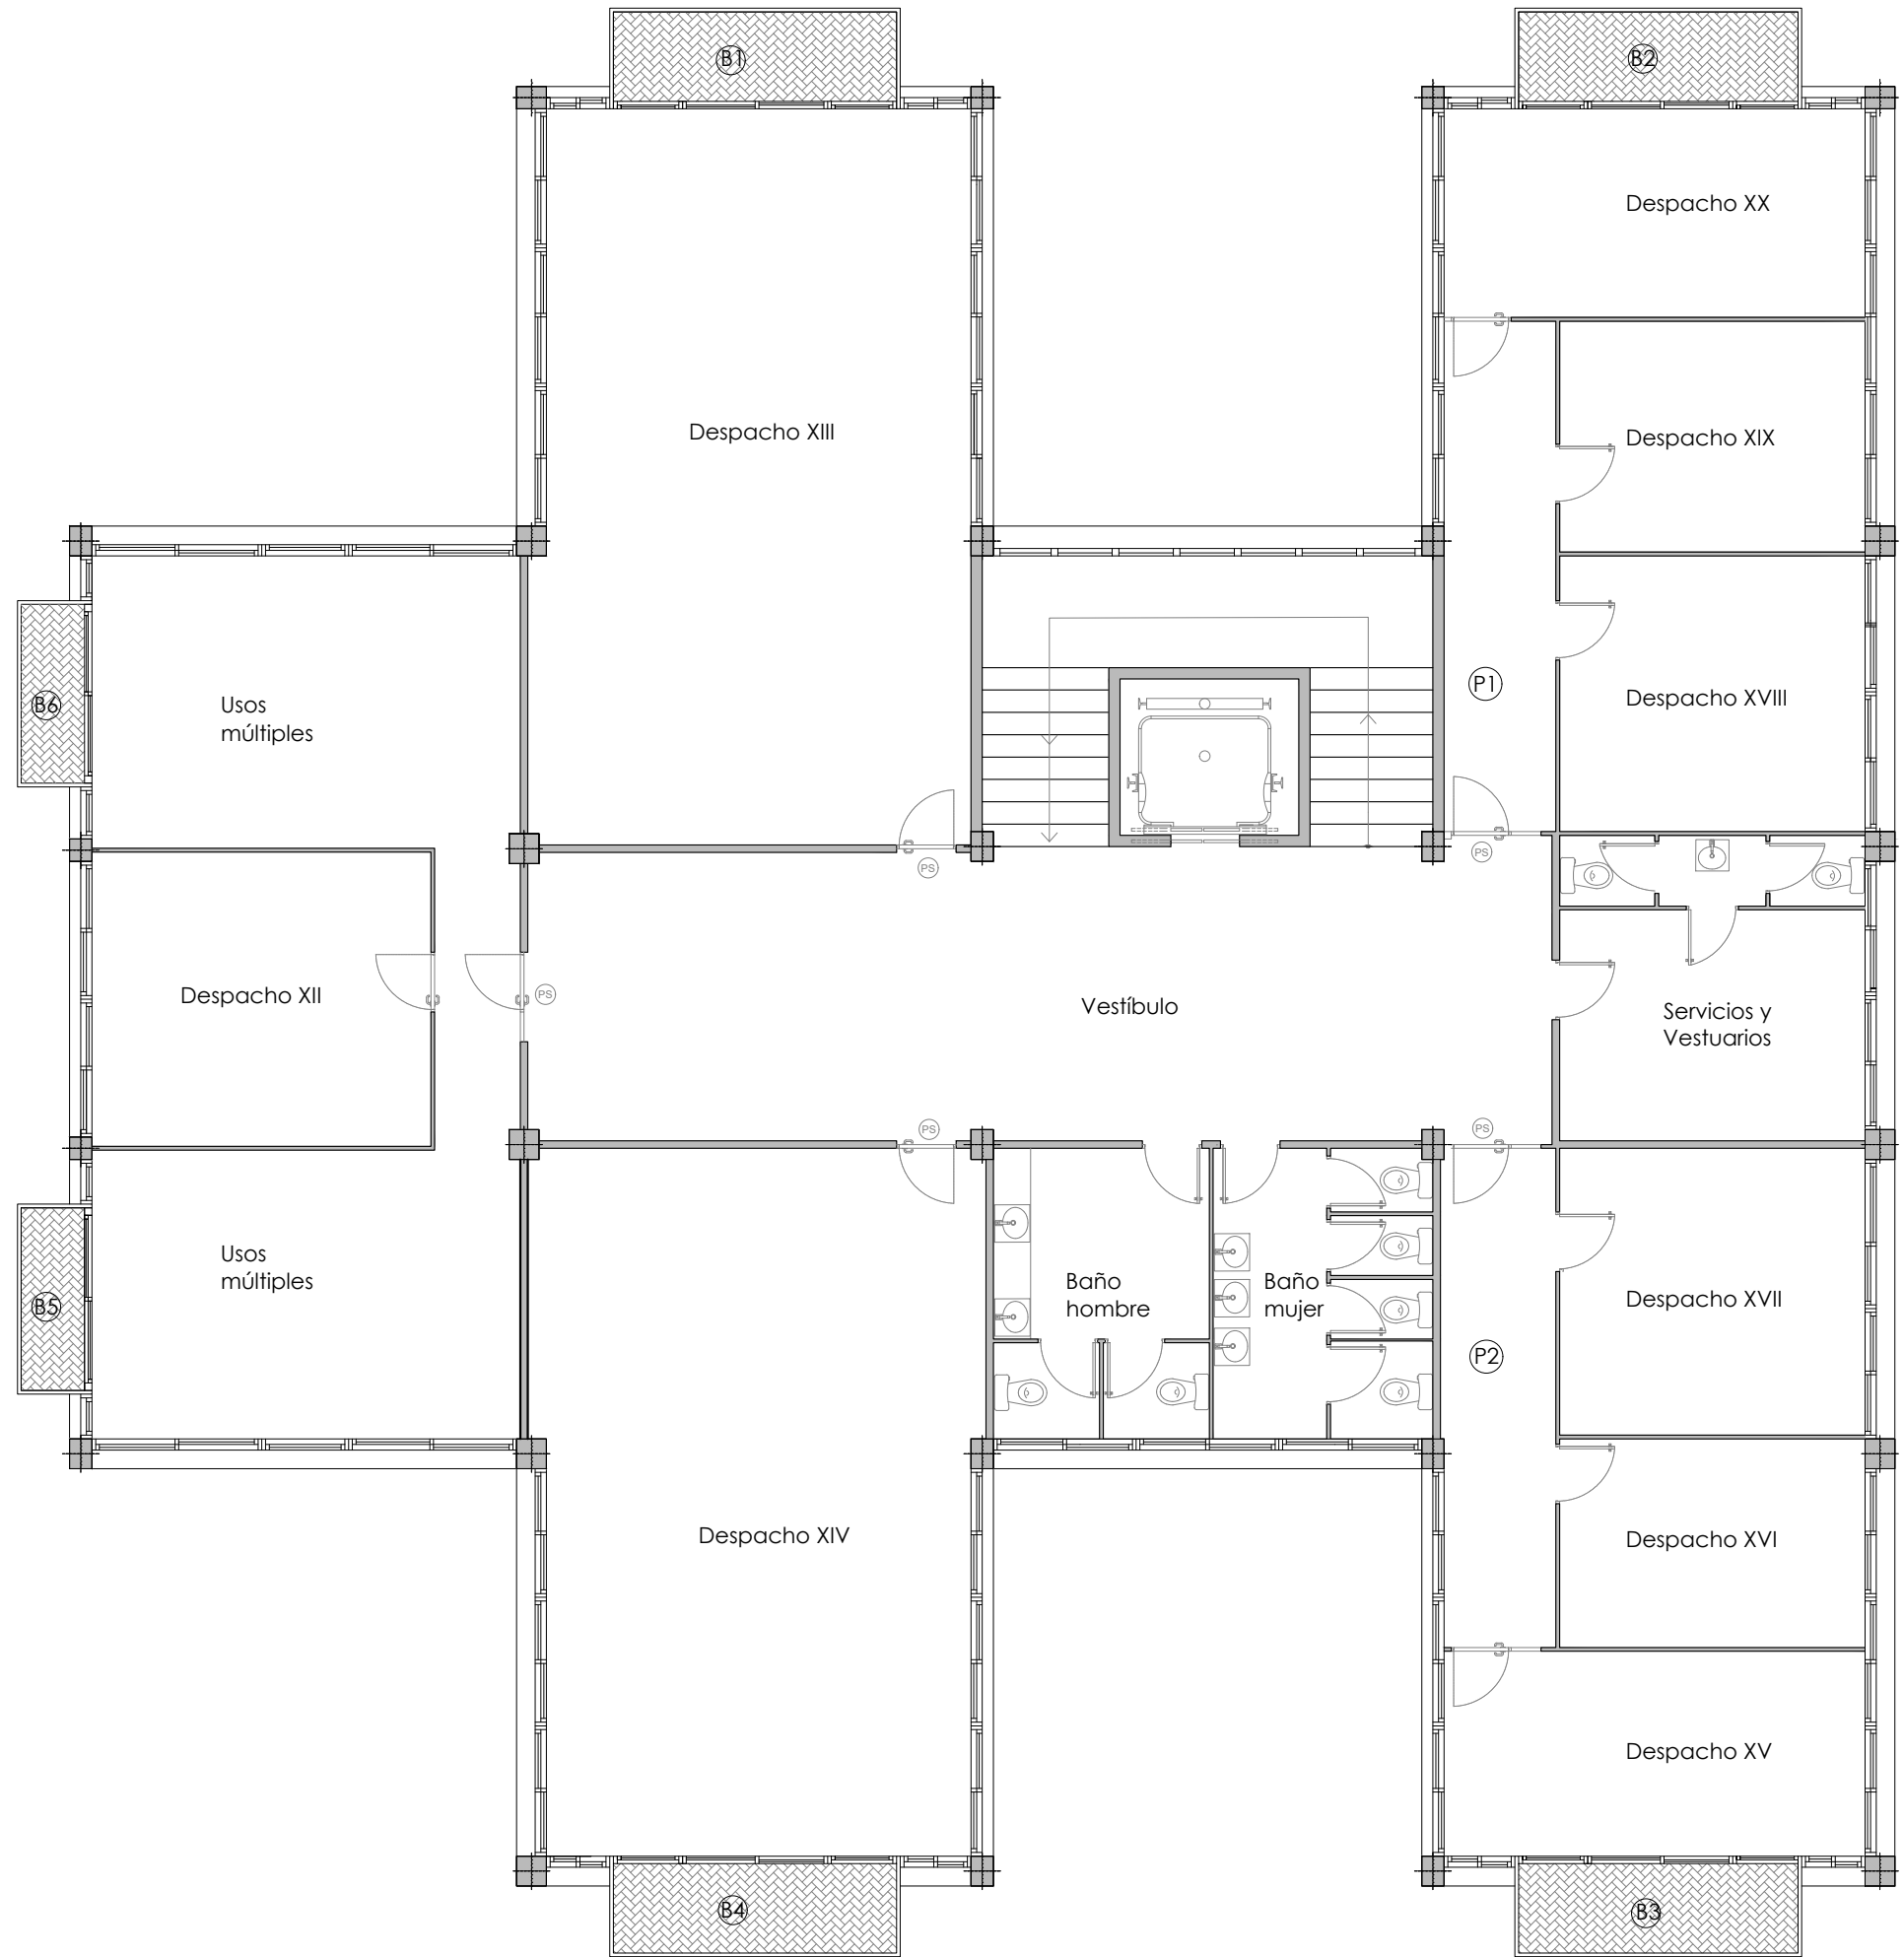 B1
B2
Despacho XX
Despacho XIII
Despacho XIX
B6
Usos
múltiples
P1
Despacho XVIII
PS
PS
Despacho XII
PS
Vestíbulo
Servicios y
Vestuarios
PS
PS
B5
Usos
múltiples
Baño
hombre
Baño
mujer
Despacho XVII
P2
Despacho XIV
Despacho XVI
Despacho XV
B4
B3